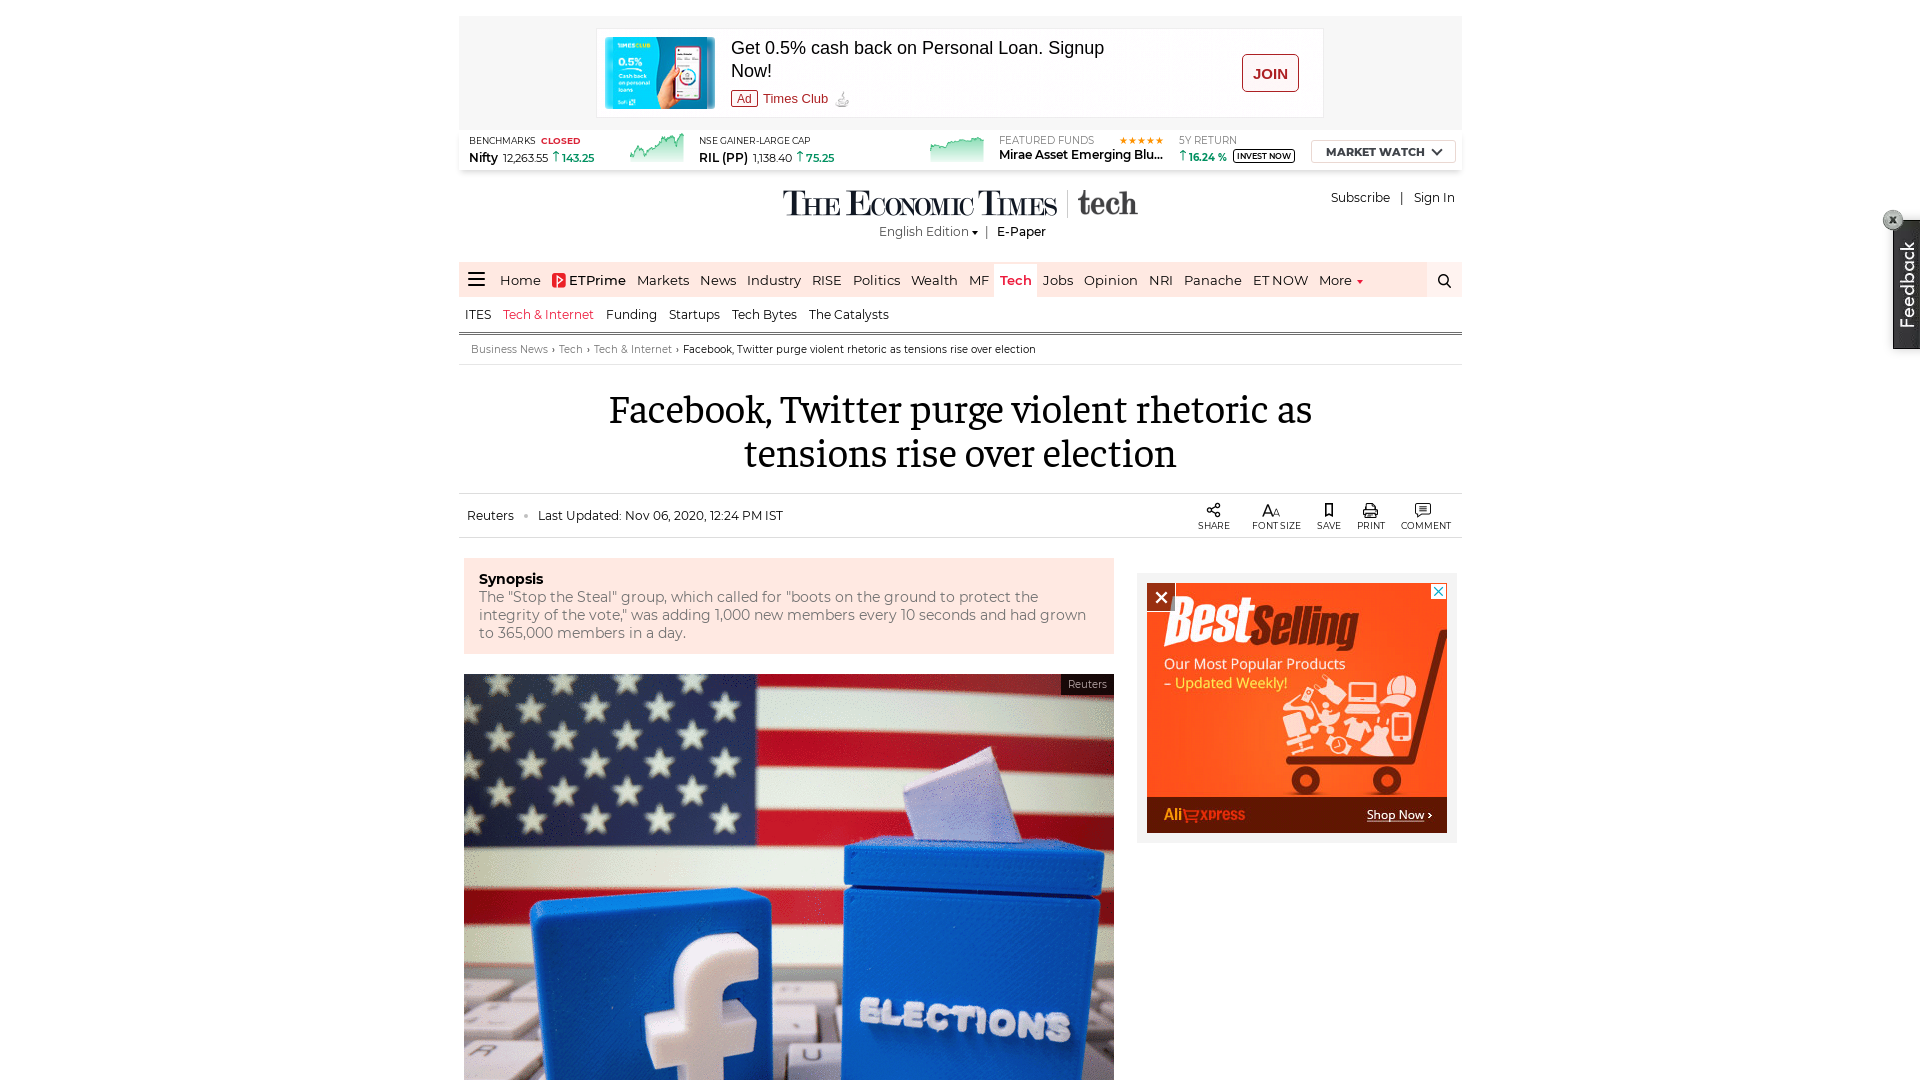 TIMESCLUB
0.5%
Cash back
on personal
loans
Get 0.5% cash back on Personal Loan. Signup
Now!
Ad Times Club
JOIN
BENCHMARKS CLOSED
Nifty 12,263.55 143.25
NSE GAINER-LARGE CAP
RIL (PP) 1,138.40 75.25
FEATURED FUNDS ★★★★★
Mirae Asset Emerging Blu...
5Y RETURN
16.24 % INVEST NOW
MARKET WATCH
THE ECONOMIC TIMES | tech
Subscribe | Sign In
English Edition | E-Paper
Feedback
Home ETPrime Markets News Industry RISE Politics Wealth MF Tech Jobs Opinion NRI Panache ET NOW More
ITES Tech & Internet Funding Startups Tech Bytes The Catalysts
Business News › Tech › Tech & Internet › Facebook, Twitter purge violent rhetoric as tensions rise over election
Facebook, Twitter purge violent rhetoric as
tensions rise over election
Reuters • Last Updated: Nov 06, 2020, 12:24 PM IST
SHARE FONT SIZE SAVE PRINT COMMENT
Synopsis
The "Stop the Steal" group, which called for "boots on the ground to protect the
integrity of the vote," was adding 1,000 new members every 10 seconds and had grown
to 365,000 members in a day.
Reuters
f
ELECTIONS
R
U
BestSelling
Our Most Popular Products
– Updated Weekly!
AliExpress
Shop Now ›